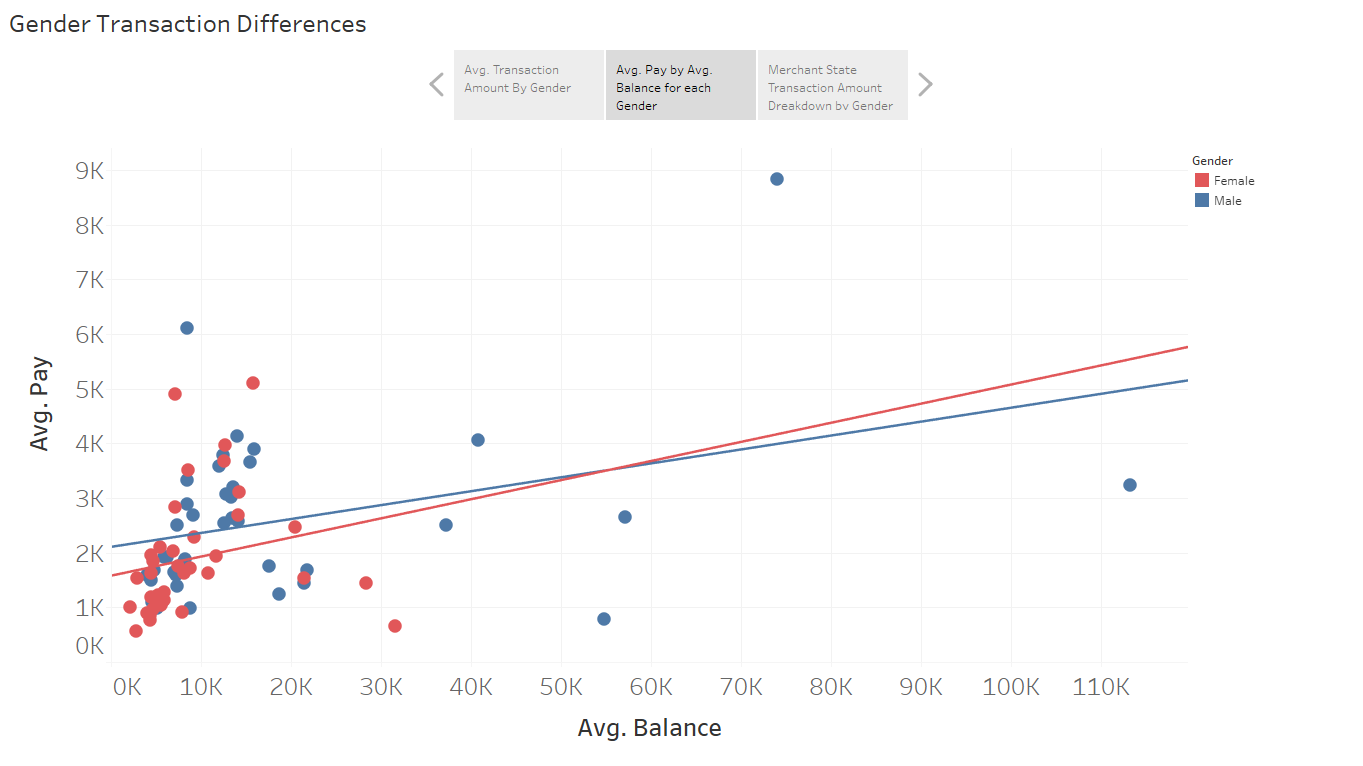 Gender Transaction Differences
Avg. Transaction
Amount By Gender
Avg. Pay by Avg.
Balance for each
Gender
Merchant State
Transaction Amount
Dreakdown by Gender
Gender
Female
Male
9K
8K
7K
6K
5K
4K
3K
2K
1K
0K
Avg. Pay
0K 10K 20K 30K 40K 50K 60K 70K 80K 90K 100K 110K
Avg. Balance